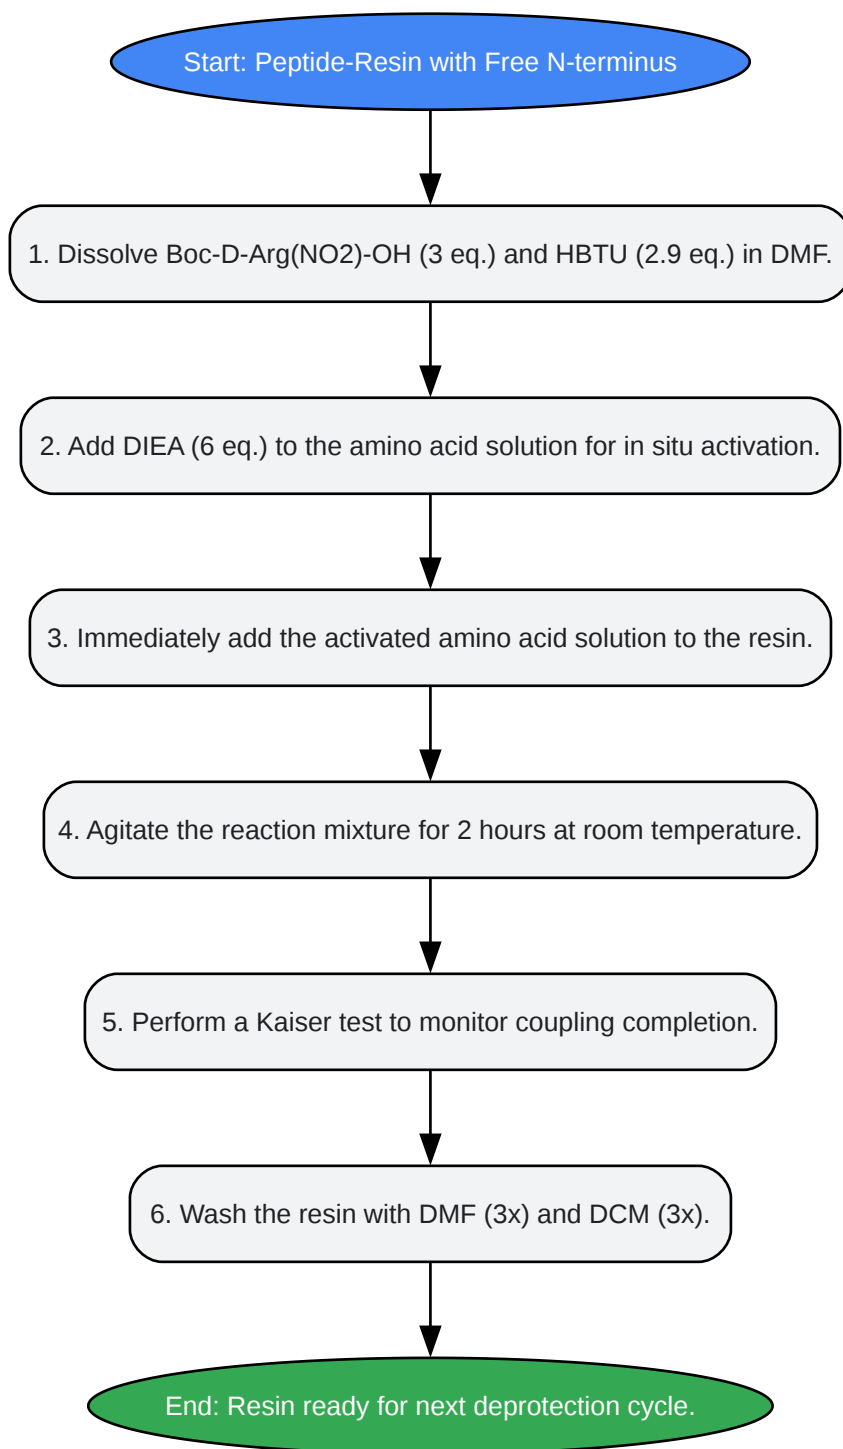 Start: Peptide-Resin with Free N-terminus
1. Dissolve Boc-D-Arg(NO2)-OH (3 eq.) and HBTU (2.9 eq.) in DMF.
2. Add DIEA (6 eq.) to the amino acid solution for in situ activation.
3. Immediately add the activated amino acid solution to the resin.
4. Agitate the reaction mixture for 2 hours at room temperature.
5. Perform a Kaiser test to monitor coupling completion.
6. Wash the resin with DMF (3x) and DCM (3x).
End: Resin ready for next deprotection cycle.